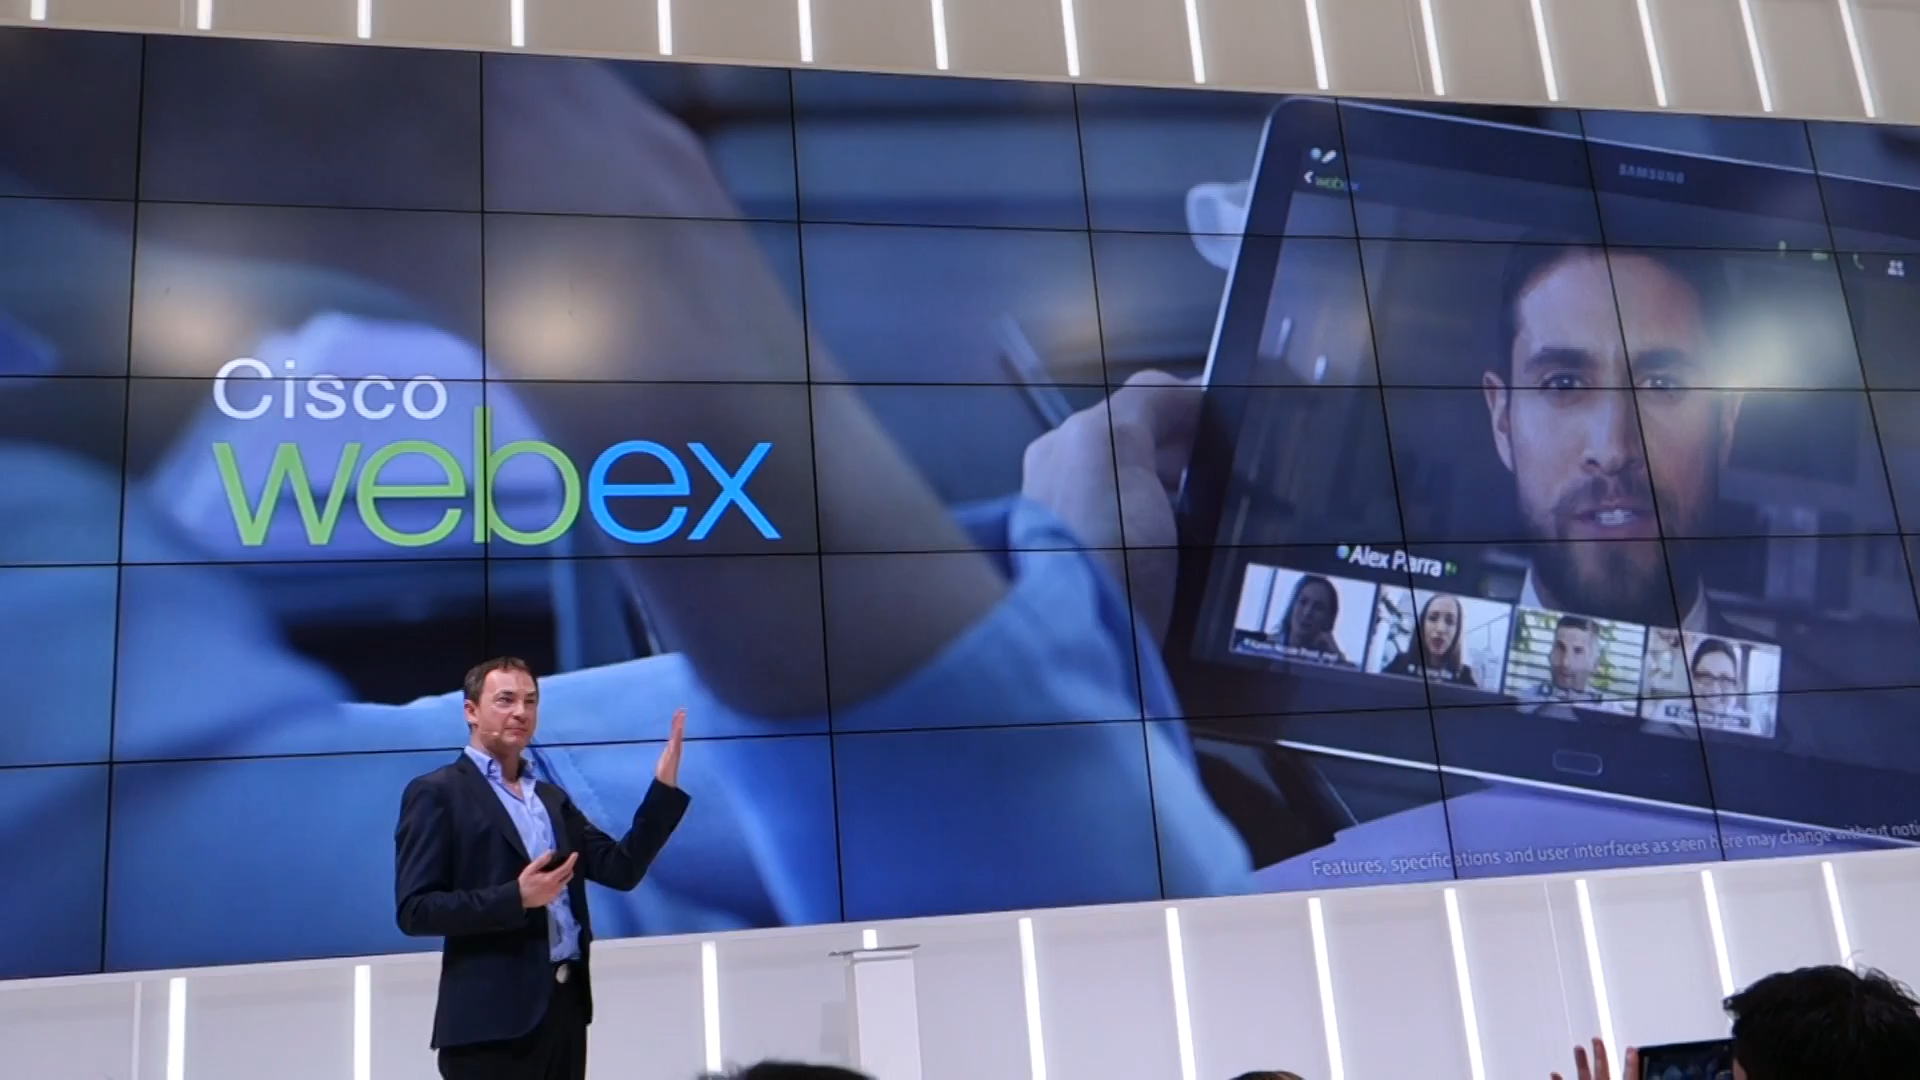 Cisco
webex
SAMSUNG
webex
Alex Parra
Features, specifications and user interfaces as seen here may change without noti